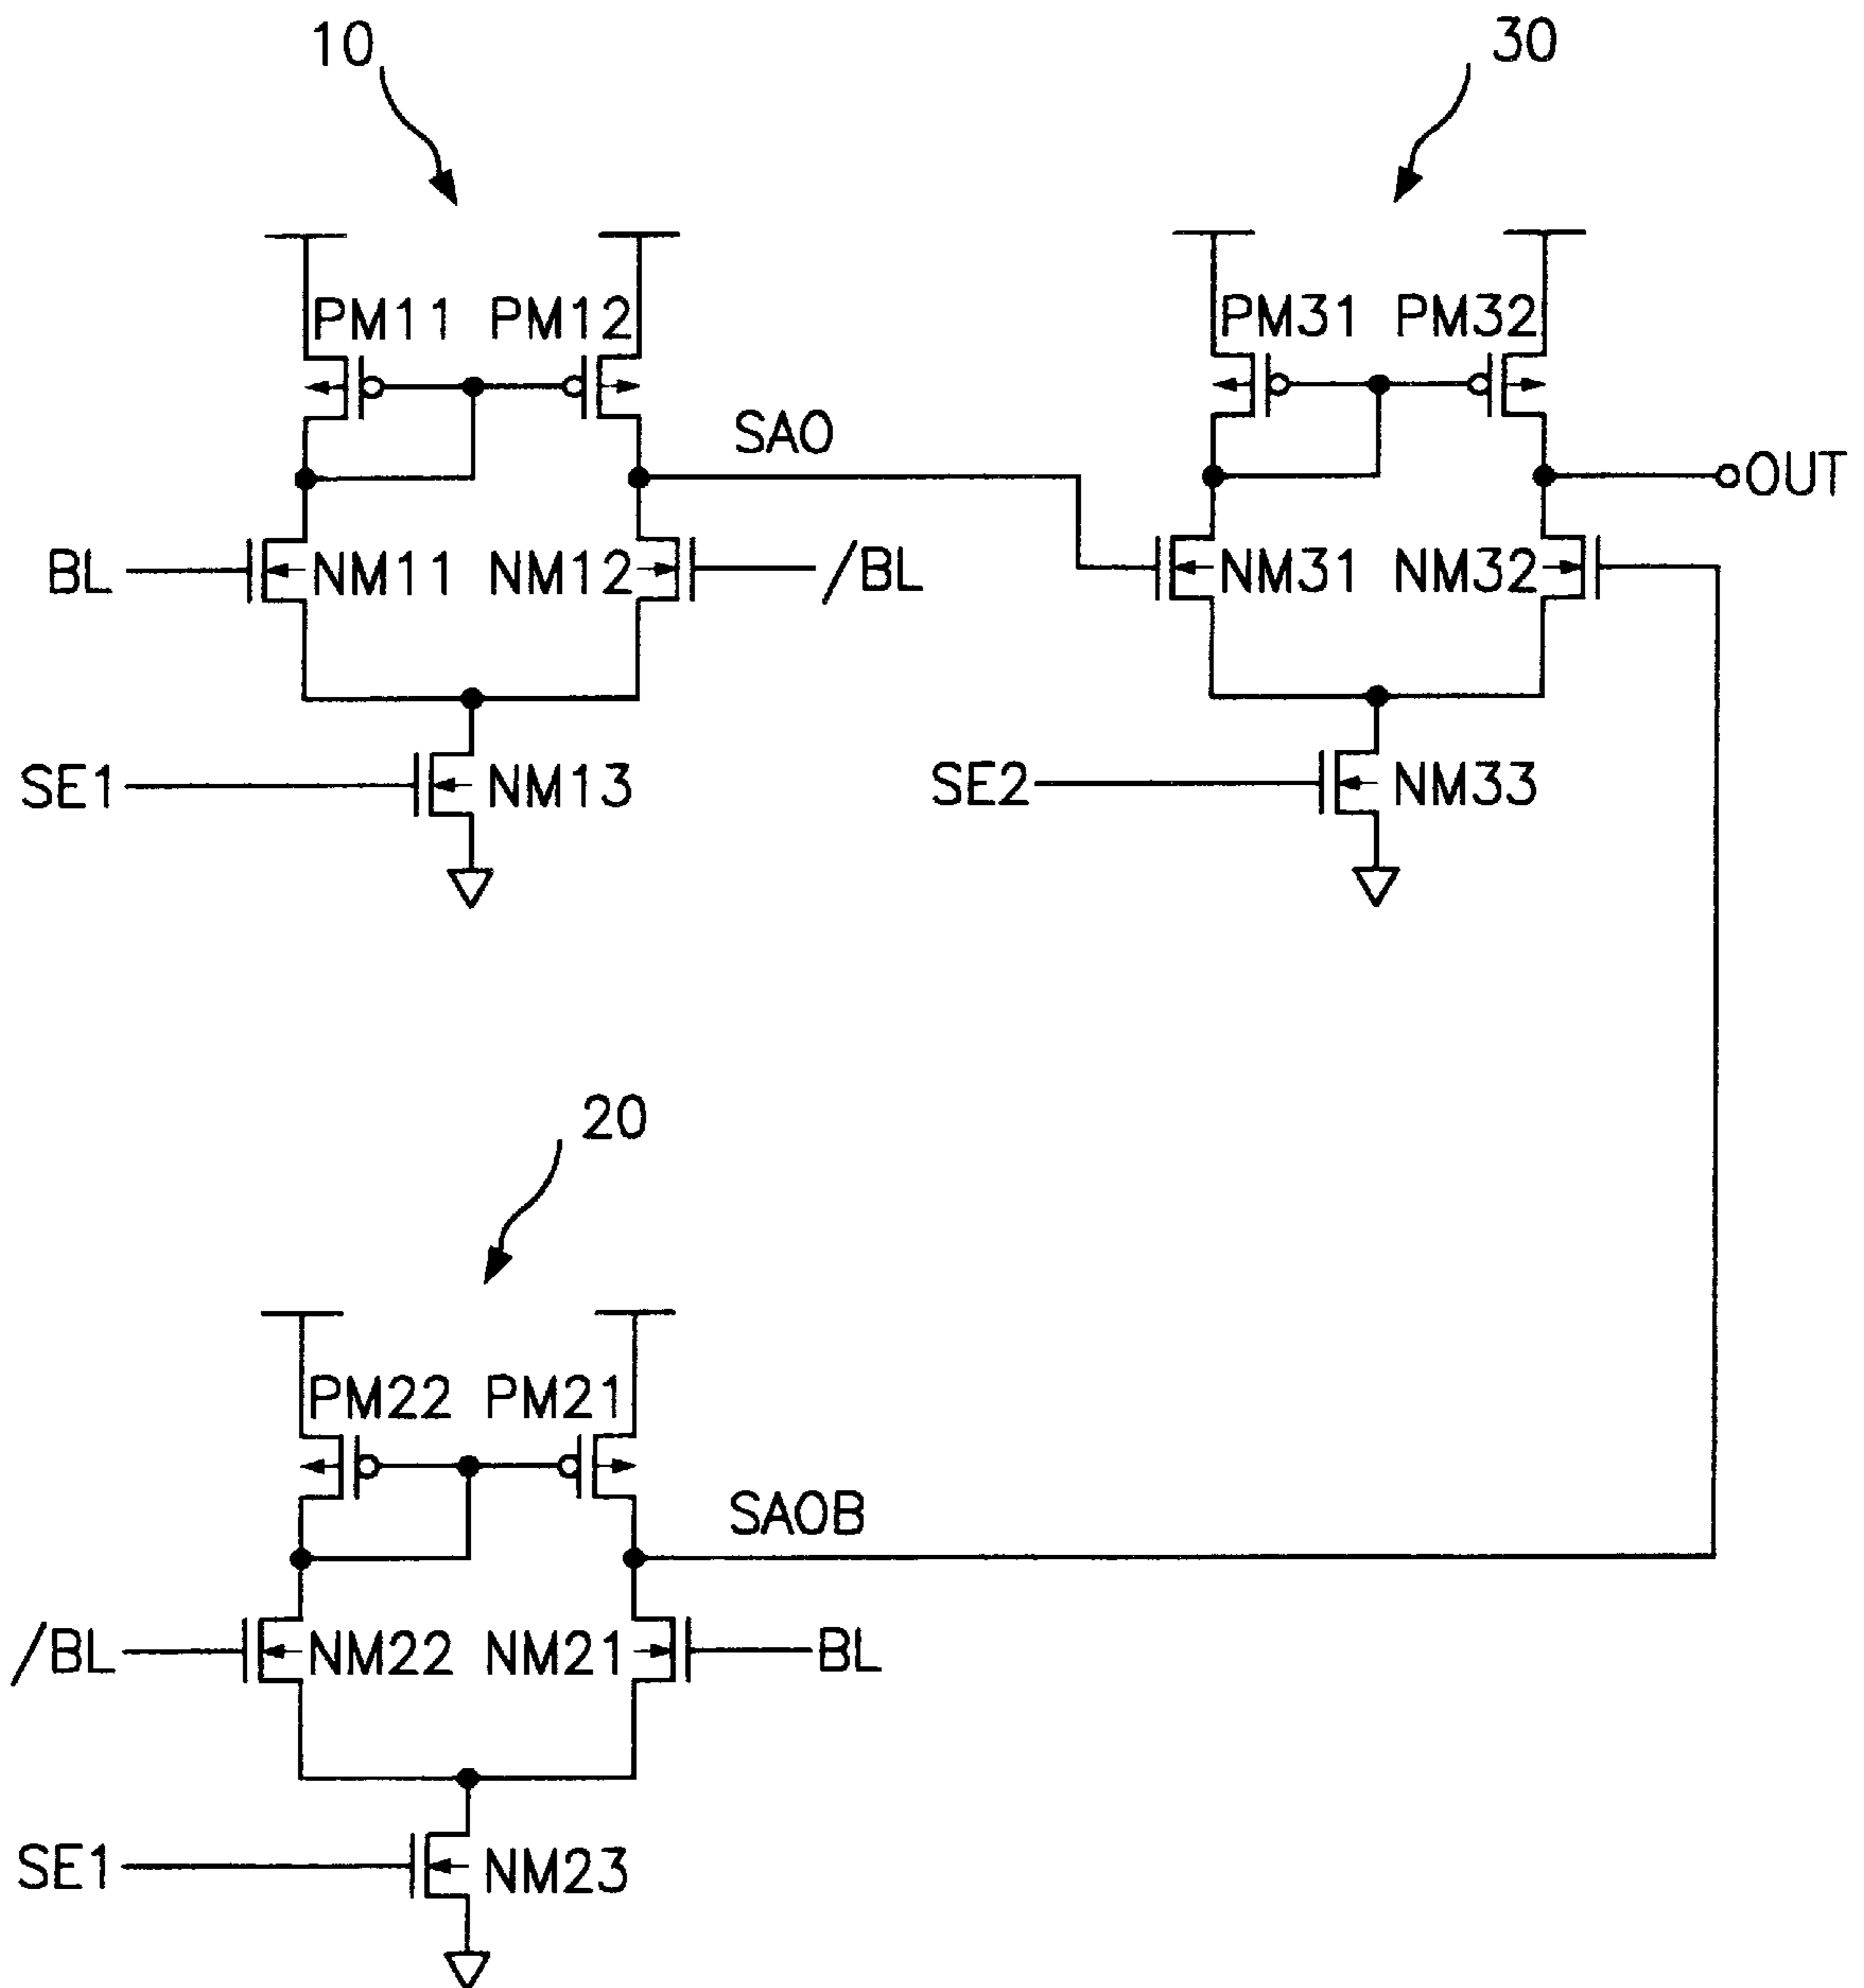 10
30
PM11 PM12
PM31 PM32
SAO
OUT
BL NM11 NM12 /BL
NM31 NM32
SE1 NM13
SE2 NM33
20
PM22 PM21
SAOB
/BL NM22 NM21 BL
SE1 NM23